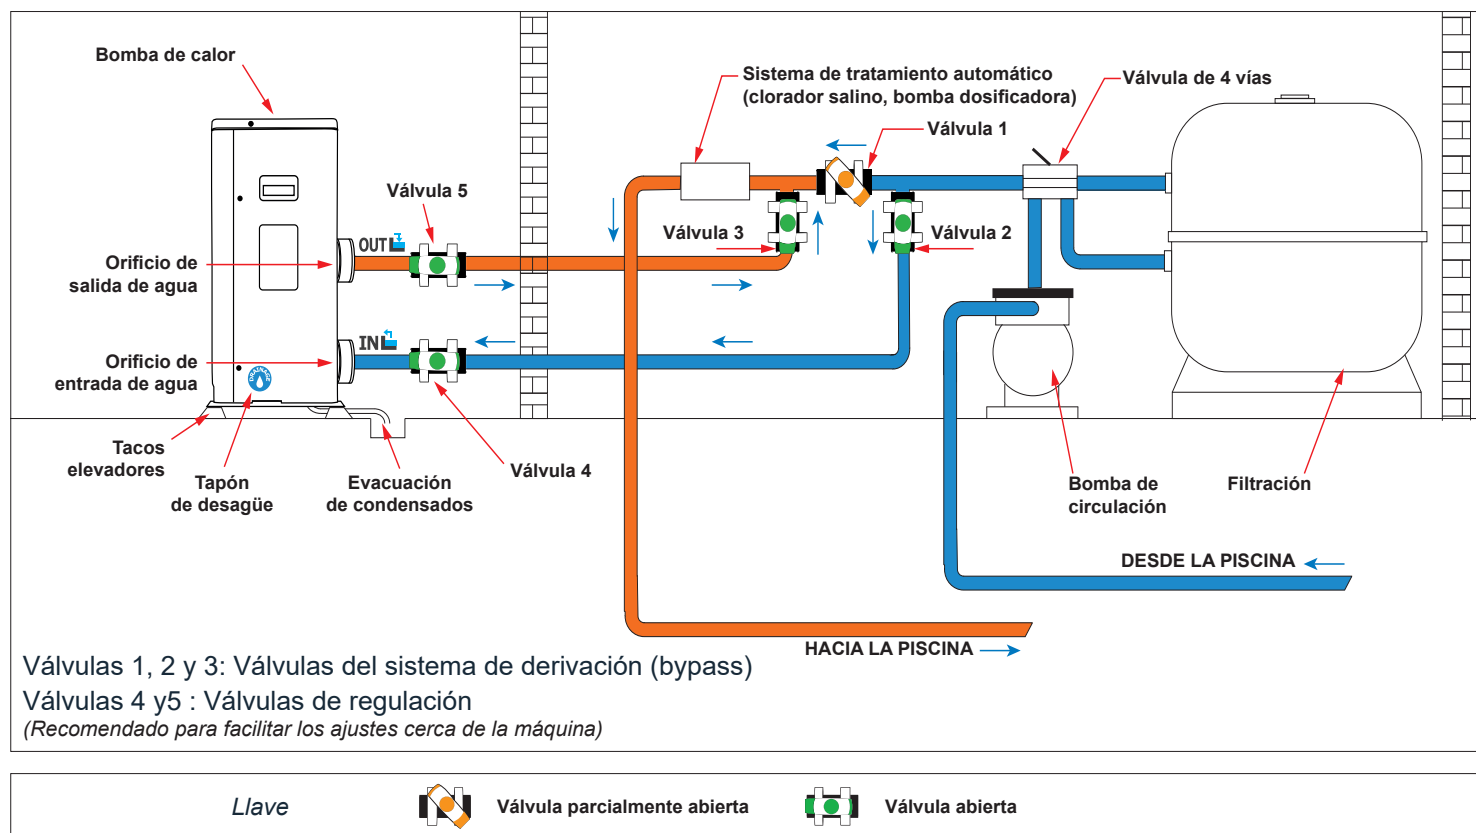 Bomba de calor
Sistema de tratamiento automático
(clorador salino, bomba dosificadora)
Válvula de 4 vías
Válvula 1
Válvula 5
Válvula 3
Válvula 2
OUT
Orificio de
salida de agua
IN
Orificio de
entrada de agua
DRAINAGE
Tacos
elevadores
Tapón
de desagüe
Evacuación
de condensados
Válvula 4
Bomba de
circulación
Filtración
DESDE LA PISCINA
HACIA LA PISCINA
Válvulas 1, 2 y 3: Válvulas del sistema de derivación (bypass)
Válvulas 4 y5 : Válvulas de regulación
(Recomendado para facilitar los ajustes cerca de la máquina)
Llave
Válvula parcialmente abierta
Válvula abierta